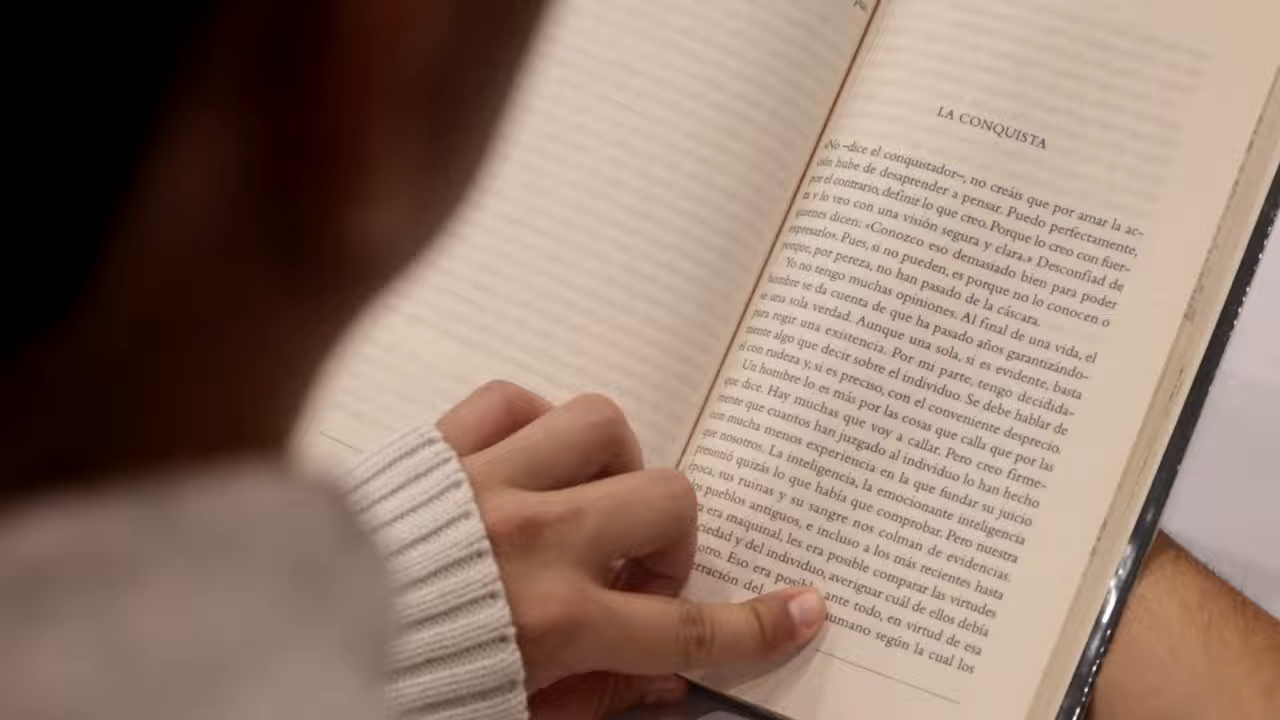 LA CONQUISTA
«No –dice el conquistador–, no creáis que por amar la ac-
ción hube de desaprender a pensar. Puedo perfectamente,
por el contrario, definir lo que creo. Porque lo creo con fuer-
za y lo veo con una visión segura y clara.» Desconfiad de
quienes dicen: «Conozco eso demasiado bien para poder
expresarlo». Pues, si no pueden, es porque no lo conocen o
porque, por pereza, no han pasado de la cáscara.
Yo no tengo muchas opiniones. Al final de una vida, el
hombre se da cuenta de que ha pasado años garantizándo-
se una sola verdad. Aunque una sola, si es evidente, basta
para regir una existencia. Por mi parte, tengo decidida-
mente algo que decir sobre el individuo. Se debe hablar de
él con rudeza y, si es preciso, con el conveniente desprecio.
Un hombre lo es más por las cosas que calla que por las
que dice. Hay muchas que voy a callar. Pero creo firme-
mente que cuantos han juzgado al individuo lo han hecho
con mucha menos experiencia en la que fundar su juicio
que nosotros. La inteligencia, la emocionante inteligencia
presintió quizás lo que había que comprobar. Pero nuestra
época, sus ruinas y su sangre nos colman de evidencias.
los pueblos antiguos, e incluso a los más recientes hasta
era maquinal, les era posible comparar las virtudes
ciedad y del individuo, averiguar cuál de ellos debía
otro. Eso era posible, ante todo, en virtud de esa
erración del humano según la cual los